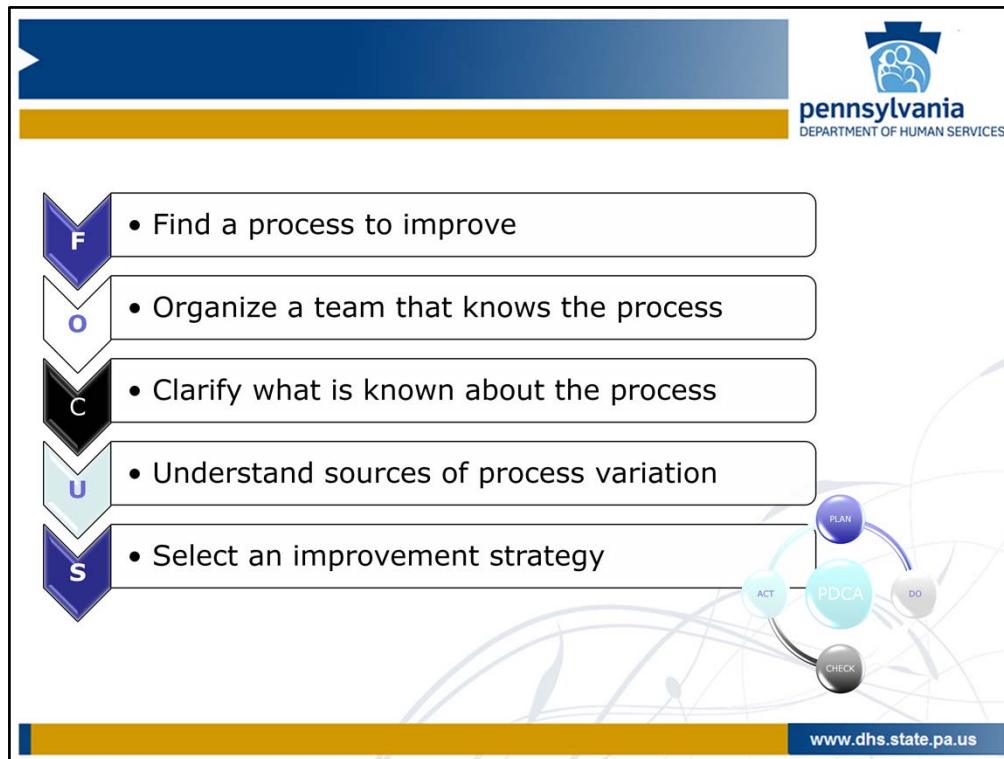 pennsylvania
DEPARTMENT OF HUMAN SERVICES
F
• Find a process to improve
O
• Organize a team that knows the process
C
• Clarify what is known about the process
U
• Understand sources of process variation
S
• Select an improvement strategy
PLAN
ACT
PDCA
DO
CHECK
www.dhs.state.pa.us